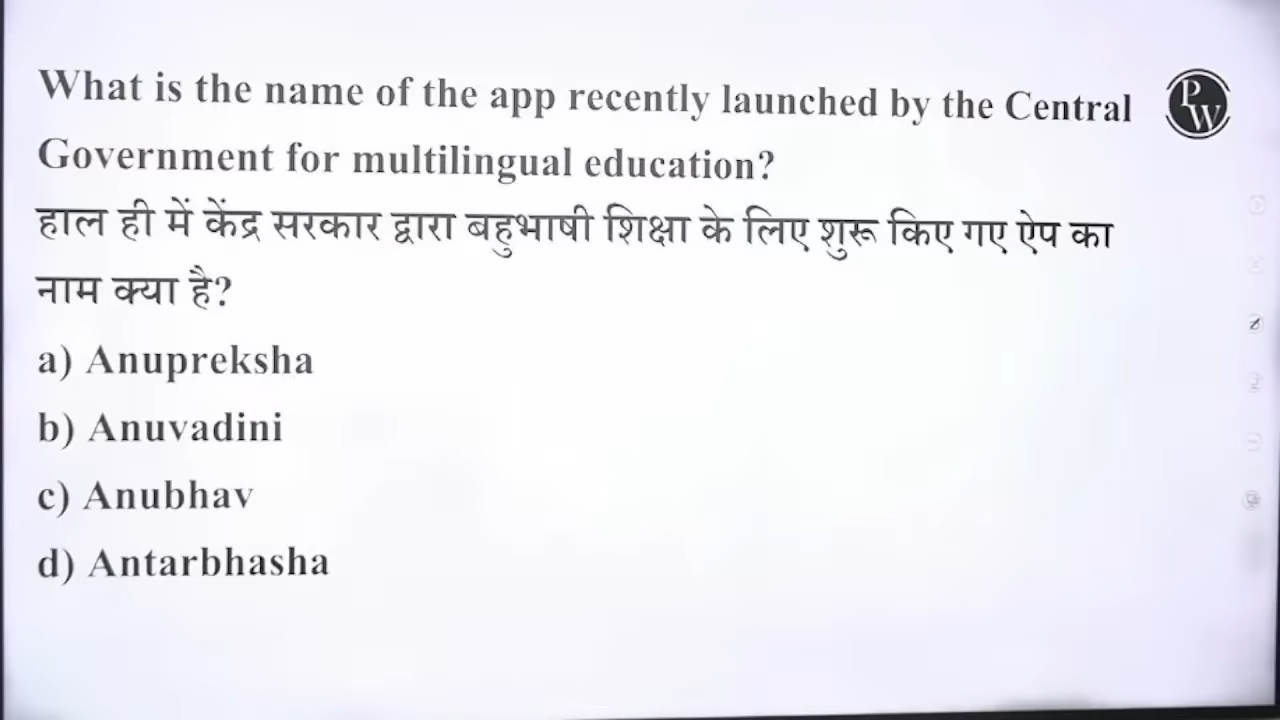 What is the name of the app recently launched by the Central
PW
Government for multilingual education?
हाल ही में केंद्र सरकार द्वारा बहुभाषी शिक्षा के लिए शुरू किए गए ऐप का
नाम क्या है?
a) Anupreksha
b) Anuvadini
c) Anubhav
d) Antarbhasha